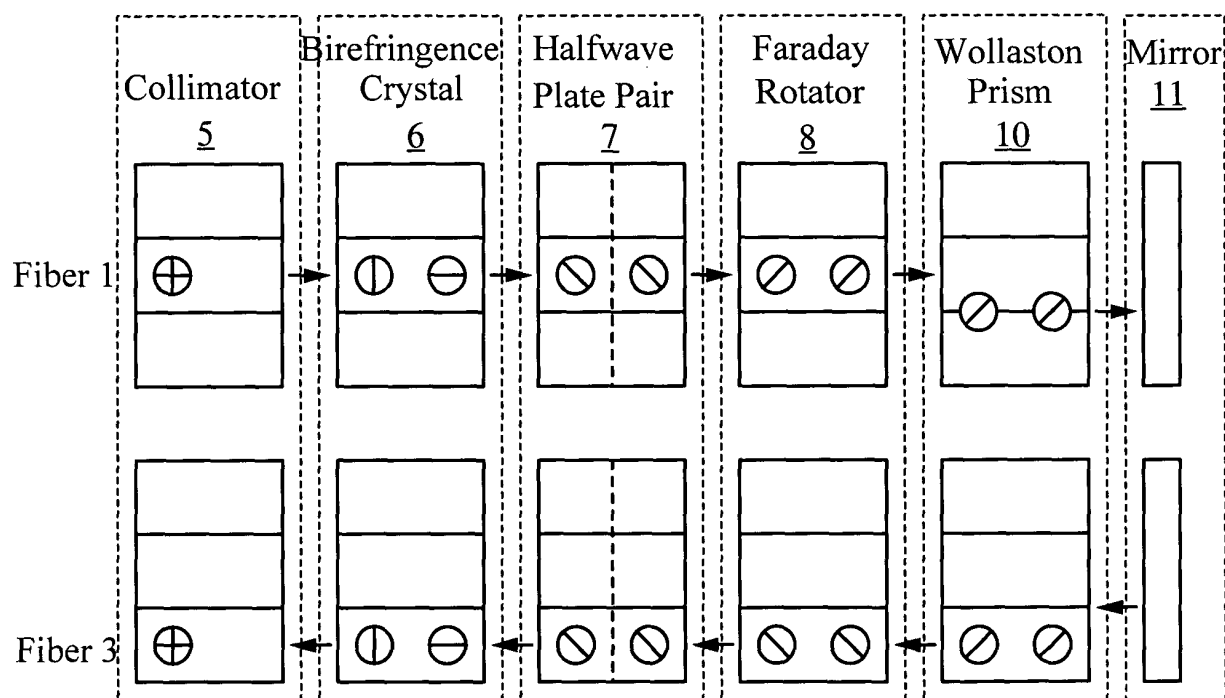 Collimator
5
Birefringence
Crystal
6
Halfwave
Plate Pair
7
Faraday
Rotator
8
Wollaston
Prism
10
Mirror
11
Fiber 1
Fiber 3